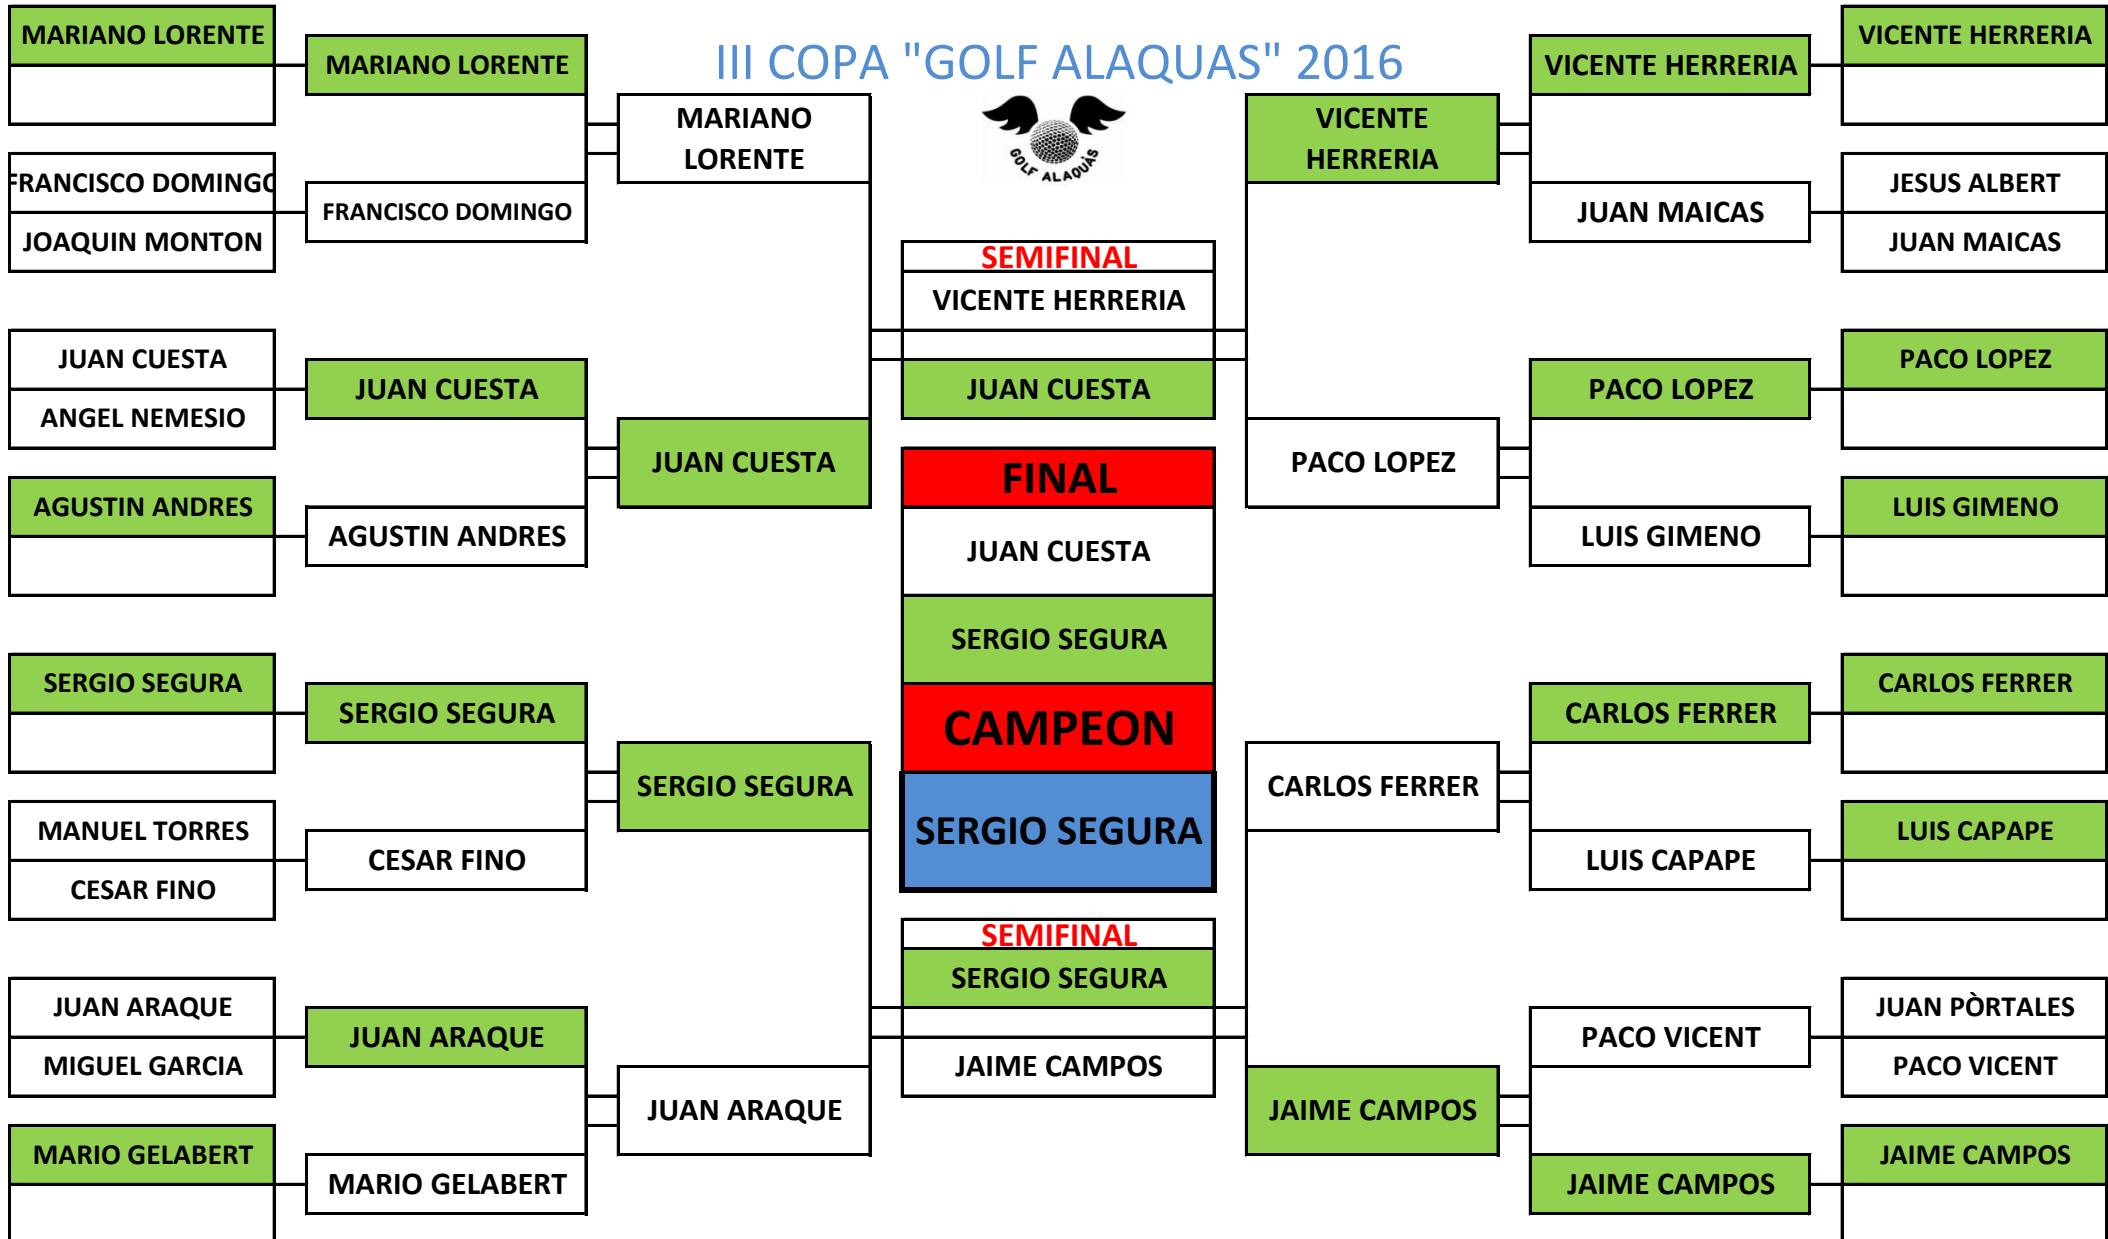 III COPA "GOLF ALAQUAS" 2016
GOLF ALAQUÀS
MARIANO LORENTE
FRANCISCO DOMINGO
JOAQUIN MONTON
JUAN CUESTA
ANGEL NEMESIO
AGUSTIN ANDRES
SERGIO SEGURA
MANUEL TORRES
CESAR FINO
JUAN ARAQUE
MIGUEL GARCIA
MARIO GELABERT
MARIANO LORENTE
FRANCISCO DOMINGO
JUAN CUESTA
AGUSTIN ANDRES
SERGIO SEGURA
CESAR FINO
JUAN ARAQUE
MARIO GELABERT
MARIANO
LORENTE
JUAN CUESTA
SERGIO SEGURA
JUAN ARAQUE
SEMIFINAL
VICENTE HERRERIA
JUAN CUESTA
FINAL
JUAN CUESTA
SERGIO SEGURA
CAMPEON
SERGIO SEGURA
SEMIFINAL
SERGIO SEGURA
JAIME CAMPOS
VICENTE
HERRERIA
PACO LOPEZ
CARLOS FERRER
JAIME CAMPOS
VICENTE HERRERIA
JUAN MAICAS
PACO LOPEZ
LUIS GIMENO
CARLOS FERRER
LUIS CAPAPE
PACO VICENT
JAIME CAMPOS
VICENTE HERRERIA
JESUS ALBERT
JUAN MAICAS
PACO LOPEZ
LUIS GIMENO
CARLOS FERRER
LUIS CAPAPE
JUAN PÒRTALES
PACO VICENT
JAIME CAMPOS